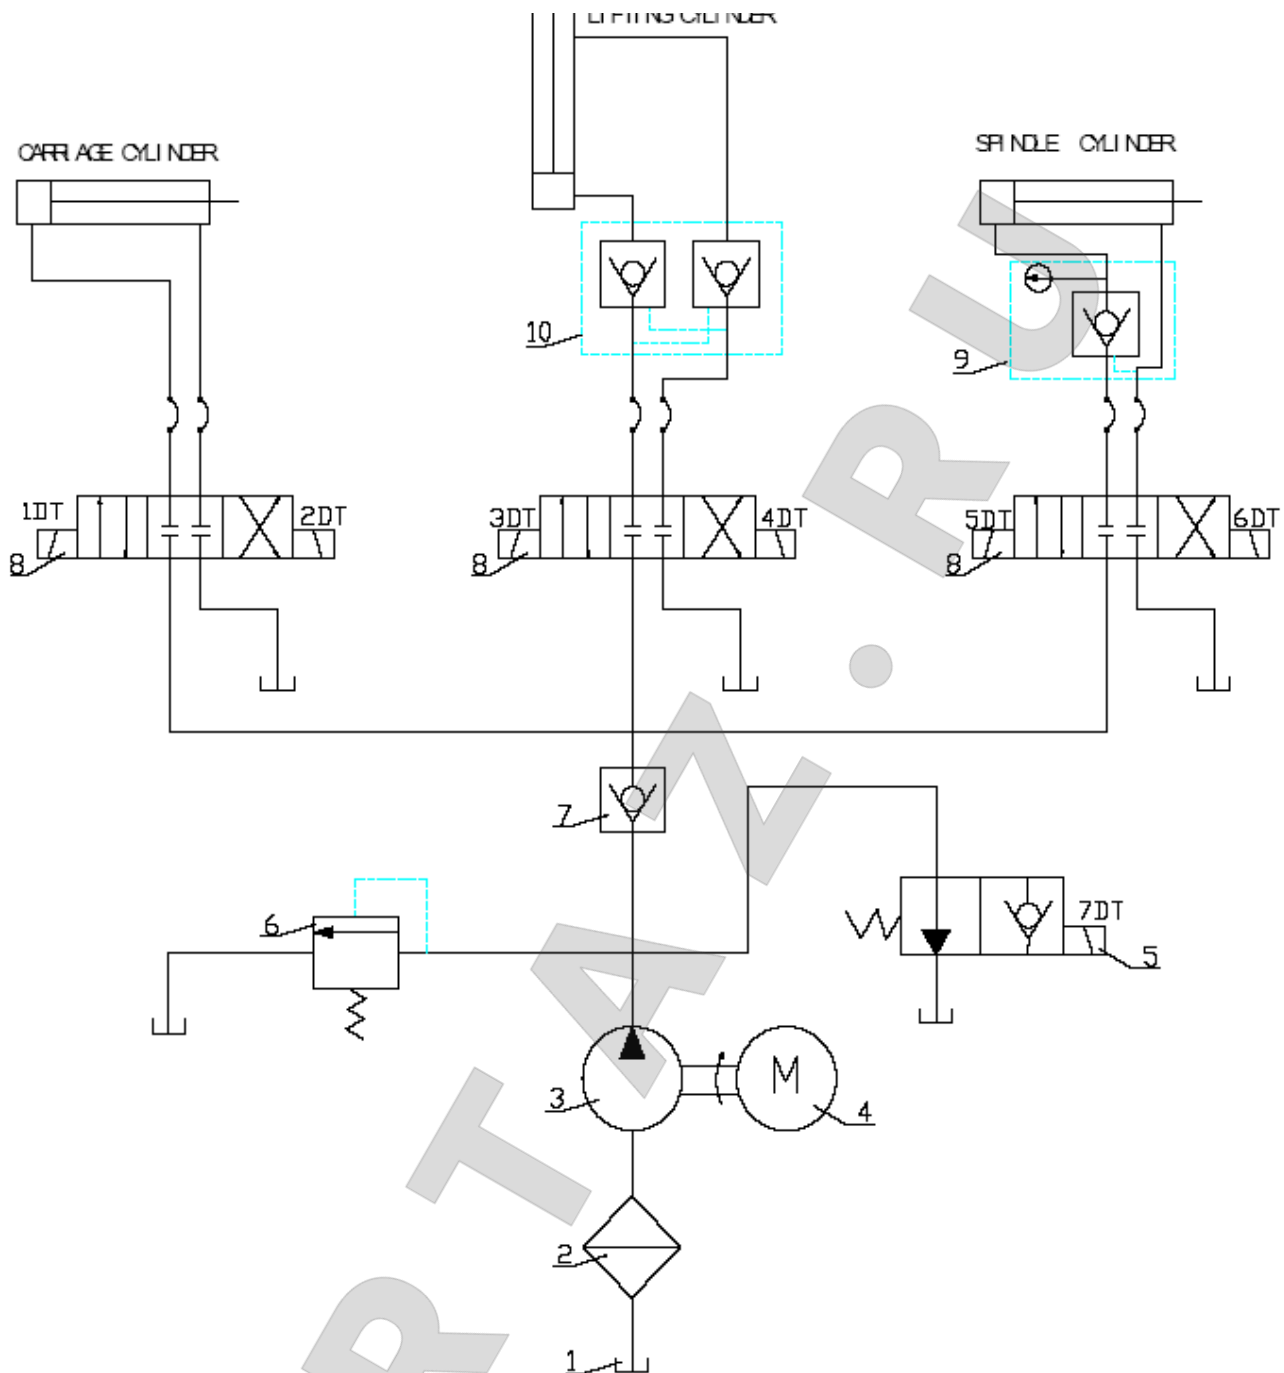 LIFTING CYLINDER
CARRIAGE CYLINDER
SPINDLE CYLINDER
10
9
1DT
2DT
3DT
4DT
5DT
6DT
8
8
8
7
6
7DT
5
M
3
4
2
1
RTAZ.RU